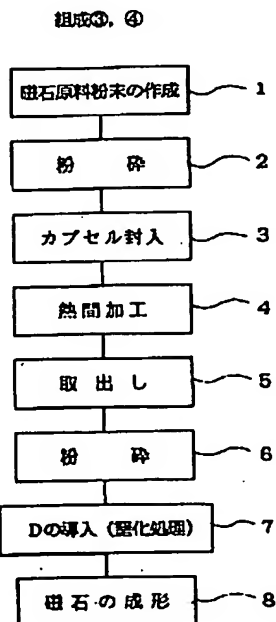 組成③, ④
磁石原料粉末の作成 1
粉 砕 2
カプセル封入 3
熱間加工 4
取出し 5
粉 砕 6
Dの導入(窒化処理) 7
磁石の成形 8